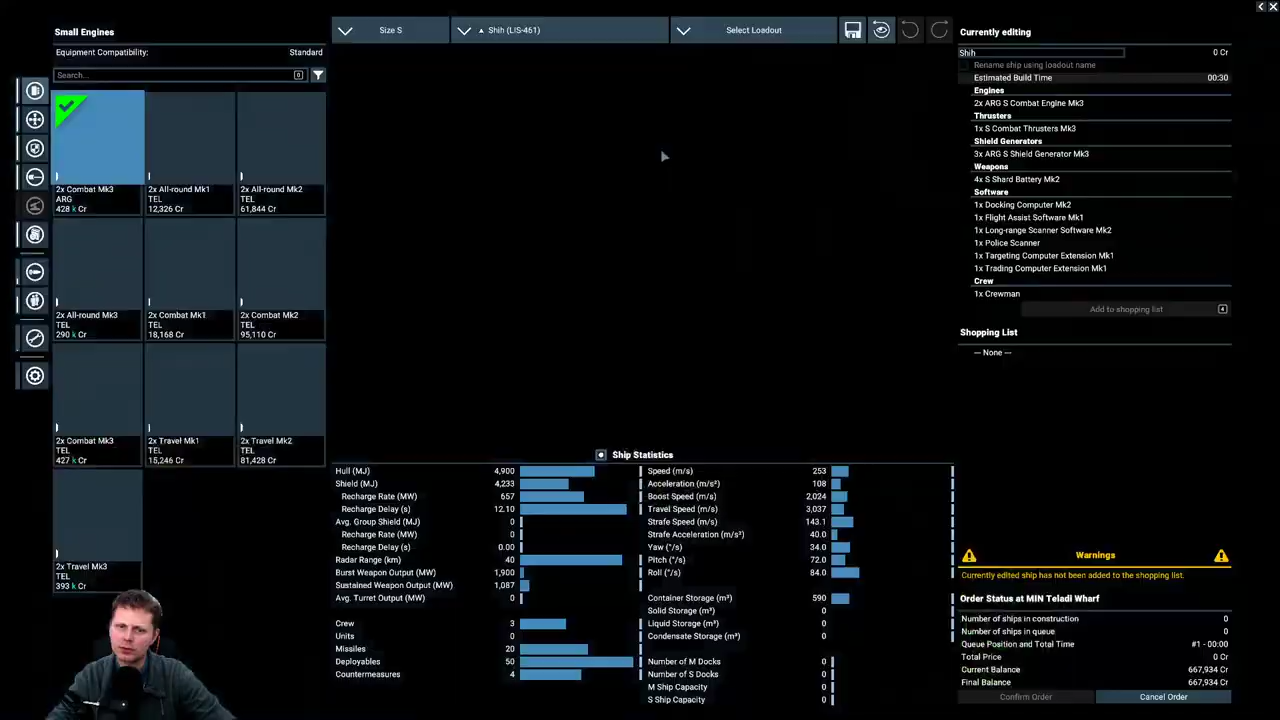 Small Engines
Equipment Compatibility: Standard
Search... 0
2x Combat Mk3
ARG
428 k Cr
2x All-round Mk1
TEL
12,326 Cr
2x All-round Mk2
TEL
61,844 Cr
2x All-round Mk3
TEL
290 k Cr
2x Combat Mk1
TEL
18,168 Cr
2x Combat Mk2
TEL
95,110 Cr
2x Combat Mk3
TEL
427 k Cr
2x Travel Mk1
TEL
15,246 Cr
2x Travel Mk2
TEL
81,428 Cr
2x Travel Mk3
TEL
393 k Cr
Size S
Shih (LIS-461)
Select Loadout
Ship Statistics
Hull (MJ) 4,900
Shield (MJ) 4,233
Recharge Rate (MW) 657
Recharge Delay (s) 12.10
Avg. Group Shield (MJ) 0
Recharge Rate (MW) 0
Recharge Delay (s) 0.00
Radar Range (km) 40
Burst Weapon Output (MW) 1,900
Sustained Weapon Output (MW) 1,087
Avg. Turret Output (MW) 0
Crew 3
Units 0
Missiles 20
Deployables 50
Countermeasures 4
Speed (m/s) 253
Acceleration (m/s²) 108
Boost Speed (m/s) 2,024
Travel Speed (m/s) 3,037
Strafe Speed (m/s) 143.1
Strafe Acceleration (m/s²) 40.0
Yaw (°/s) 34.0
Pitch (°/s) 72.0
Roll (°/s) 84.0
Container Storage (m³) 590
Solid Storage (m³) 0
Liquid Storage (m³) 0
Condensate Storage (m³) 0
Number of M Docks 0
Number of S Docks 0
M Ship Capacity 0
S Ship Capacity 0
Currently editing
Shih 0 Cr
Rename ship using loadout name
Estimated Build Time 00:30
Engines
2x ARG S Combat Engine Mk3
Thrusters
1x S Combat Thrusters Mk3
Shield Generators
3x ARG S Shield Generator Mk3
Weapons
4x S Shard Battery Mk2
Software
1x Docking Computer Mk2
1x Flight Assist Software Mk1
1x Long-range Scanner Software Mk2
1x Police Scanner
1x Targeting Computer Extension Mk1
1x Trading Computer Extension Mk1
Crew
1x Crewman
Add to shopping list 4
Shopping List
--- None ---
Warnings
Currently edited ship has not been added to the shopping list.
Order Status at MIN Teladi Wharf
Number of ships in construction 0
Number of ships in queue 0
Queue Position and Total Time #1 - 00:00
Total Price 0 Cr
Current Balance 667,934 Cr
Final Balance 667,934 Cr
Confirm Order
Cancel Order